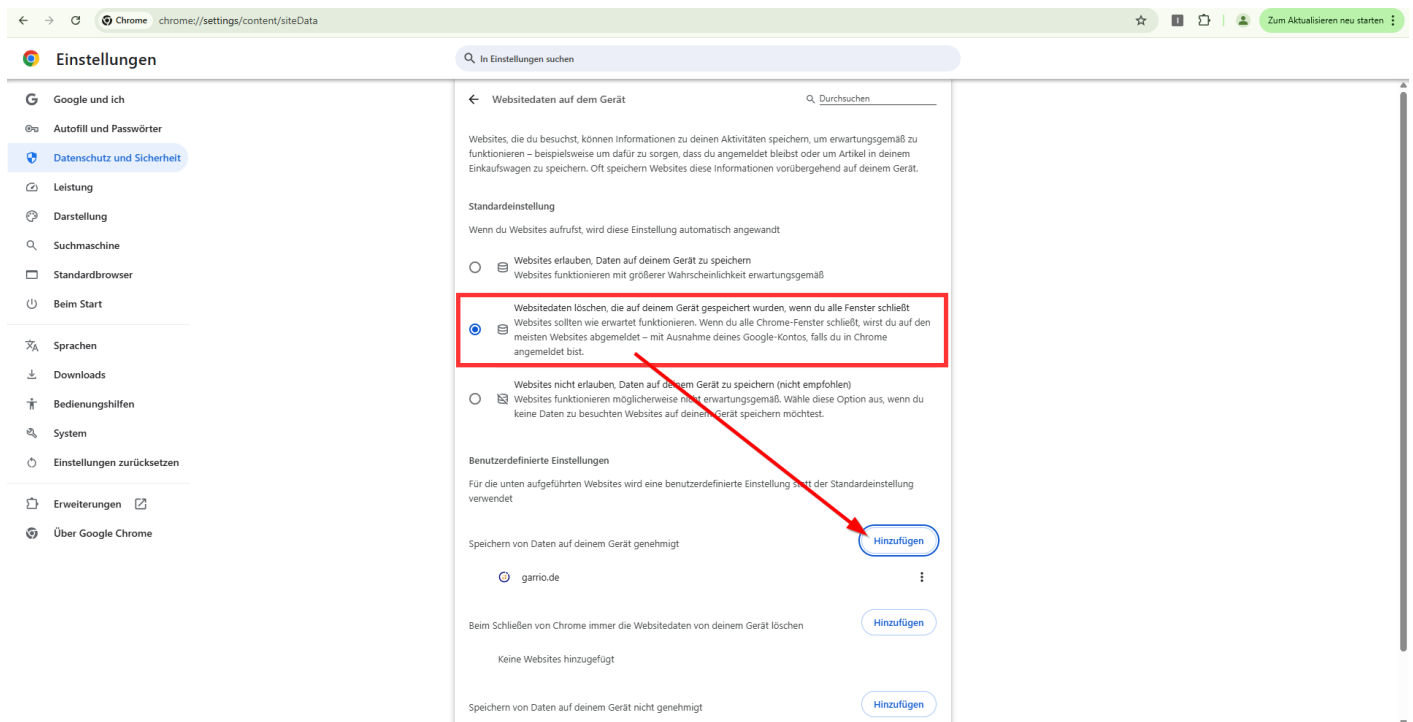 Chrome
chrome://settings/content/siteData
Zum Aktualisieren neu starten
Einstellungen
In Einstellungen suchen
Google und ich
Autofill und Passwörter
Datenschutz und Sicherheit
Leistung
Darstellung
Suchmaschine
Standardbrowser
Beim Start
Sprachen
Downloads
Bedienungshilfen
System
Einstellungen zurücksetzen
Erweiterungen
Über Google Chrome
Websitedaten auf dem Gerät
Durchsuchen
Websites, die du besuchst, können Informationen zu deinen Aktivitäten speichern, um erwartungsgemäß zu
funktionieren – beispielsweise um dafür zu sorgen, dass du angemeldet bleibst oder um Artikel in deinem
Einkaufswagen zu speichern. Oft speichern Websites diese Informationen vorübergehend auf deinem Gerät.
Standardeinstellung
Wenn du Websites aufrufst, wird diese Einstellung automatisch angewandt
Websites erlauben, Daten auf deinem Gerät zu speichern
Websites funktionieren mit größerer Wahrscheinlichkeit erwartungsgemäß
Websitedaten löschen, die auf deinem Gerät gespeichert wurden, wenn du alle Fenster schließt
Websites sollten wie erwartet funktionieren. Wenn du alle Chrome-Fenster schließt, wirst du auf den
meisten Websites abgemeldet – mit Ausnahme deines Google-Kontos, falls du in Chrome
angemeldet bist.
Websites nicht erlauben, Daten auf deinem Gerät zu speichern (nicht empfohlen)
Websites funktionieren möglicherweise nicht erwartungsgemäß. Wähle diese Option aus, wenn du
keine Daten zu besuchten Websites auf deinem Gerät speichern möchtest.
Benutzerdefinierte Einstellungen
Für die unten aufgeführten Websites wird eine benutzerdefinierte Einstellung statt der Standardeinstellung
verwendet
Speichern von Daten auf deinem Gerät genehmigt
Hinzufügen
garrio.de
Beim Schließen von Chrome immer die Websitedaten von deinem Gerät löschen
Hinzufügen
Keine Websites hinzugefügt
Speichern von Daten auf deinem Gerät nicht genehmigt
Hinzufügen